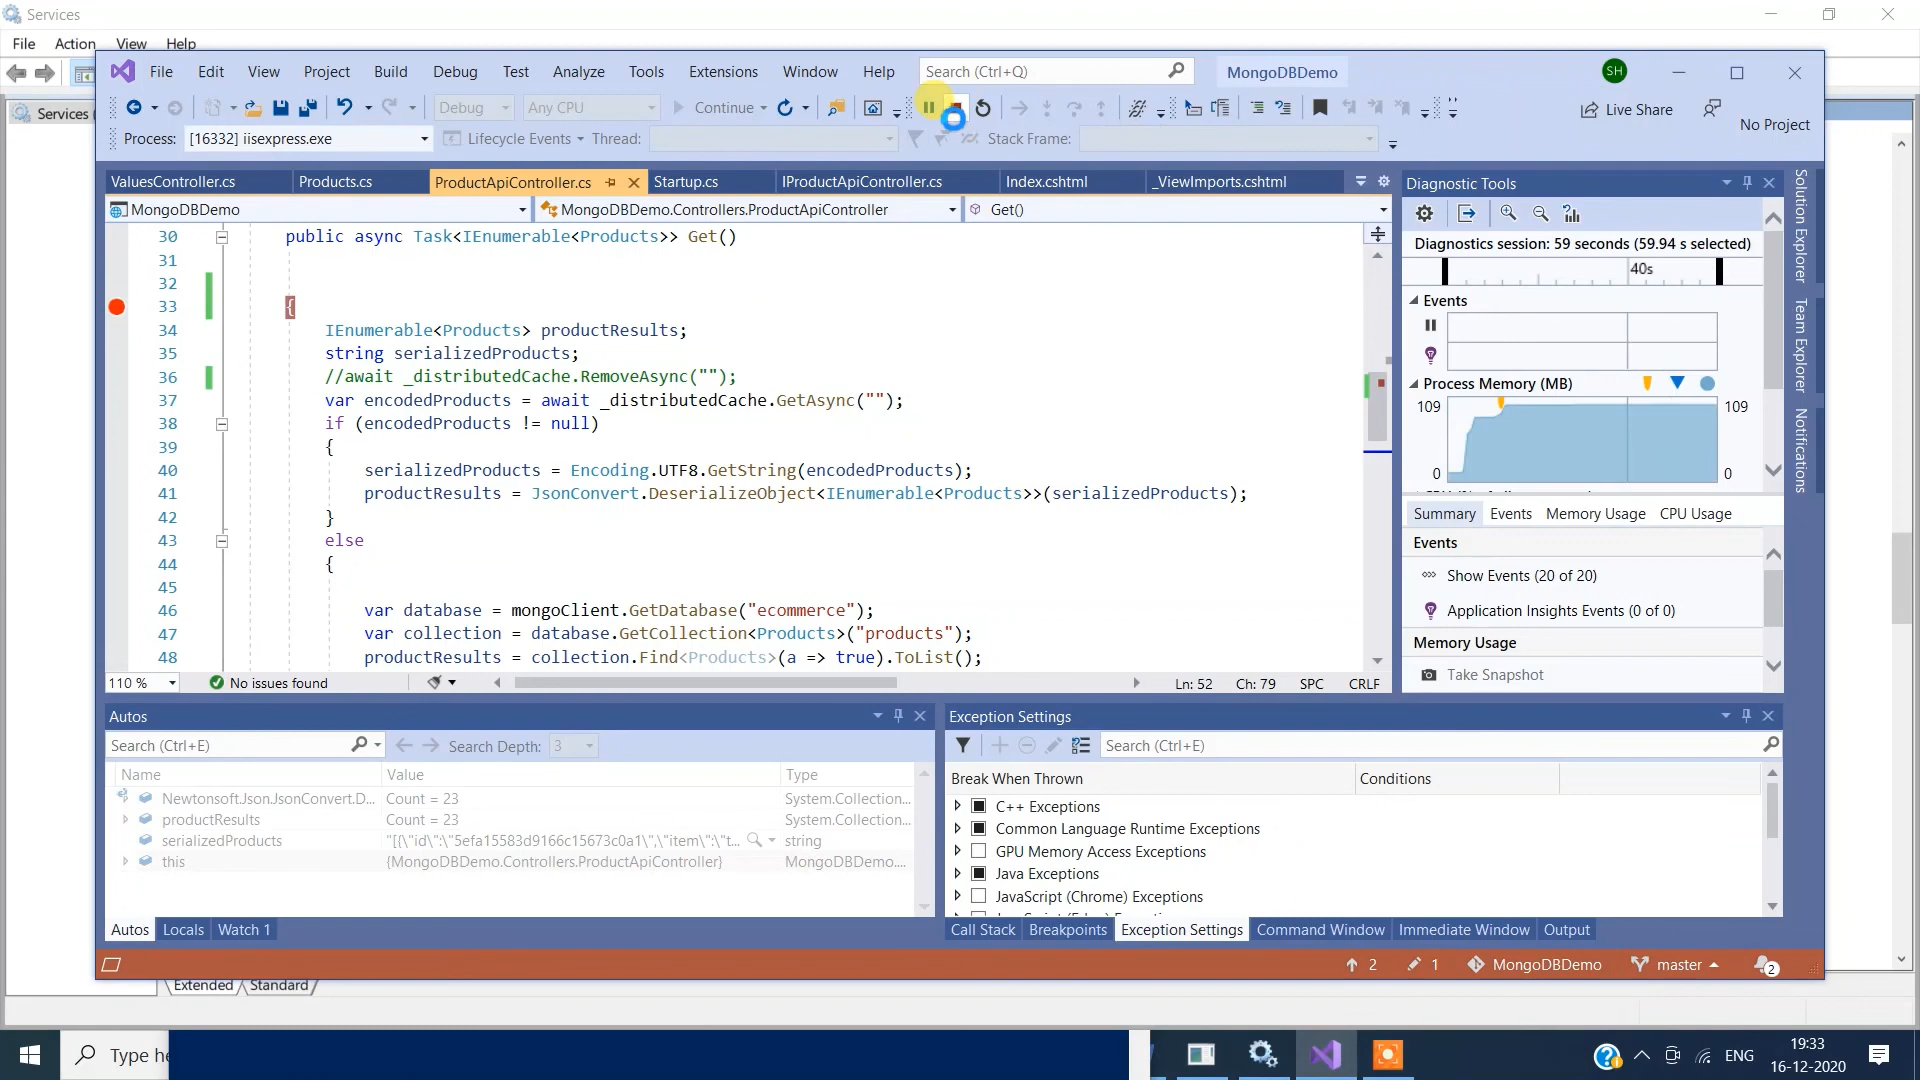 Services
File Action View Help
Services (
File Edit View Project Build Debug Test Analyze Tools Extensions Window Help Search (Ctrl+Q) MongoDBDemo SH
Debug Any CPU Continue Live Share
No Project
Process: [16332] iisexpress.exe Lifecycle Events Thread: Stack Frame:
ValuesController.cs Products.cs ProductApiController.cs Startup.cs IProductApiController.cs Index.cshtml _ViewImports.cshtml
MongoDBDemo MongoDBDemo.Controllers.ProductApiController Get()
30 public async Task<IEnumerable<Products>> Get()
31
32
33 {
34 IEnumerable<Products> productResults;
35 string serializedProducts;
36 //await _distributedCache.RemoveAsync("");
37 var encodedProducts = await _distributedCache.GetAsync("");
38 if (encodedProducts != null)
39 {
40 serializedProducts = Encoding.UTF8.GetString(encodedProducts);
41 productResults = JsonConvert.DeserializeObject<IEnumerable<Products>>(serializedProducts);
42 }
43 else
44 {
45
46 var database = mongoClient.GetDatabase("ecommerce");
47 var collection = database.GetCollection<Products>("products");
48 productResults = collection.Find<Products>(a => true).ToList();
110 % No issues found Ln: 52 Ch: 79 SPC CRLF
Diagnostic Tools
Diagnostics session: 59 seconds (59.94 s selected)
40s
Events
Process Memory (MB)
109 109
0 0
Summary Events Memory Usage CPU Usage
Events
Show Events (20 of 20)
Application Insights Events (0 of 0)
Memory Usage
Take Snapshot
Solution Explorer
Team Explorer
Notifications
Autos
Search (Ctrl+E) Search Depth: 3
Name Value Type
Newtonsoft.Json.JsonConvert.D... Count = 23 System.Collection...
productResults Count = 23 System.Collection...
serializedProducts "[{\"id\":\"5efa15583d9166c15673c0a1\",\"item\":\"t... string
this {MongoDBDemo.Controllers.ProductApiController} MongoDBDemo....
Autos Locals Watch 1
Exception Settings
Search (Ctrl+E)
Break When Thrown Conditions
C++ Exceptions
Common Language Runtime Exceptions
GPU Memory Access Exceptions
Java Exceptions
JavaScript (Chrome) Exceptions
Call Stack Breakpoints Exception Settings Command Window Immediate Window Output
2 1 MongoDBDemo master 2
Extended Standard
Type he
ENG 19:33
16-12-2020